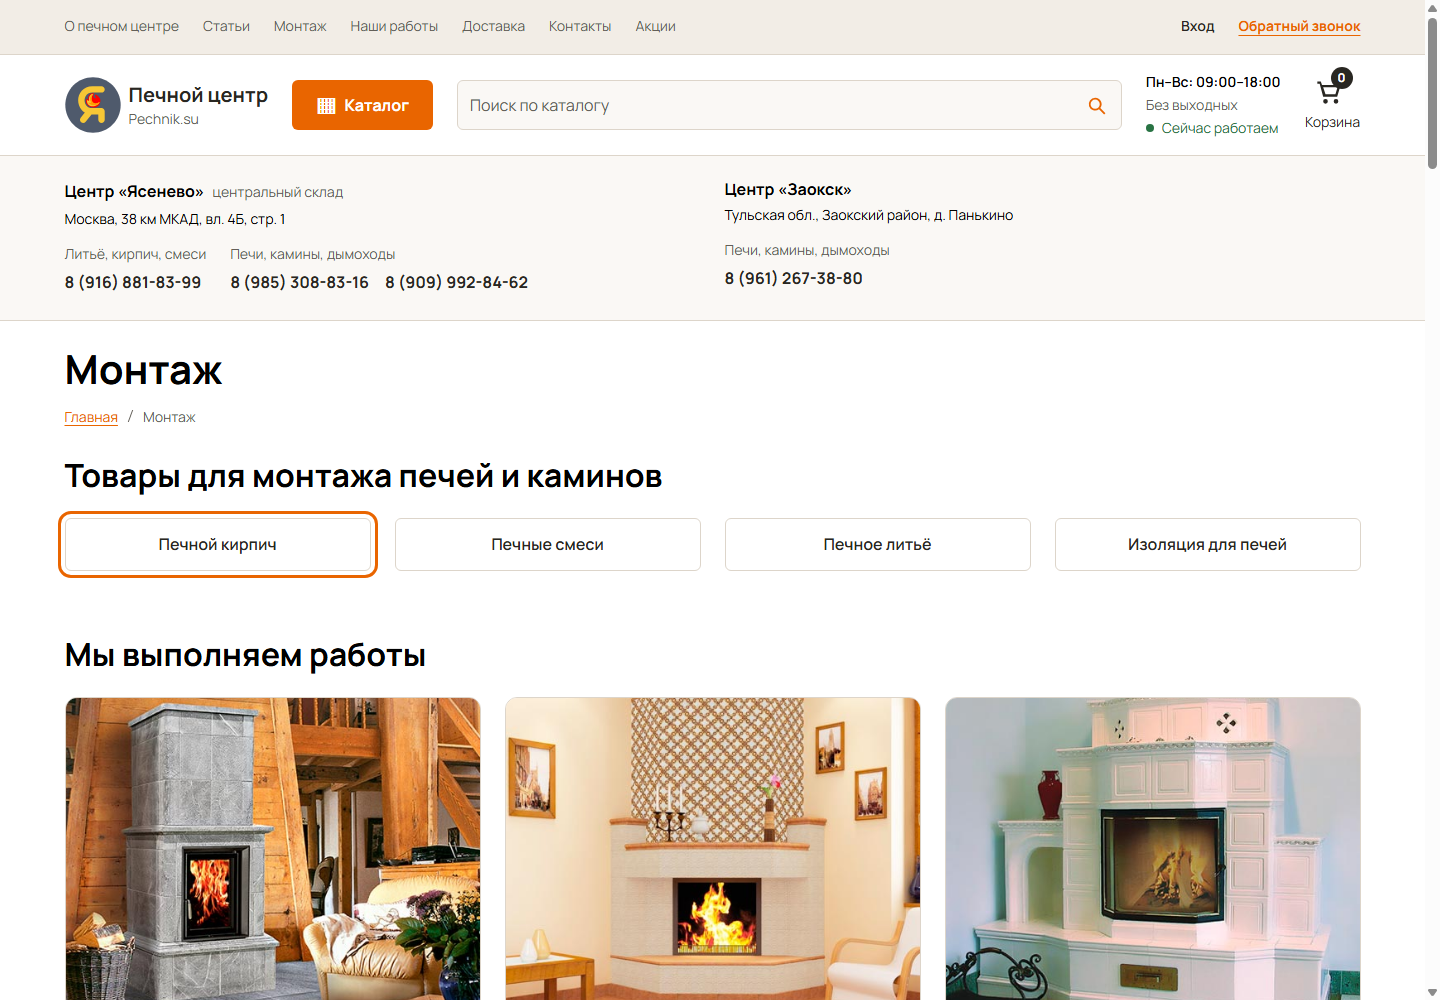 О печном центре Статьи Монтаж Наши работы Доставка Контакты Акции Вход Обратный звонок
Печной центр
Pechnik.su
Каталог
Поиск по каталогу
Пн–Вс: 09:00–18:00
Без выходных
Сейчас работаем
0
Корзина
Центр «Ясенево» центральный склад
Москва, 38 км МКАД, вл. 4Б, стр. 1
Литьё, кирпич, смеси
8 (916) 881-83-99
Печи, камины, дымоходы
8 (985) 308-83-16 8 (909) 992-84-62
Центр «Заокск»
Тульская обл., Заокский район, д. Панькино
Печи, камины, дымоходы
8 (961) 267-38-80
Монтаж
Главная / Монтаж
Товары для монтажа печей и каминов
Печной кирпич Печные смеси Печное литьё Изоляция для печей
Мы выполняем работы